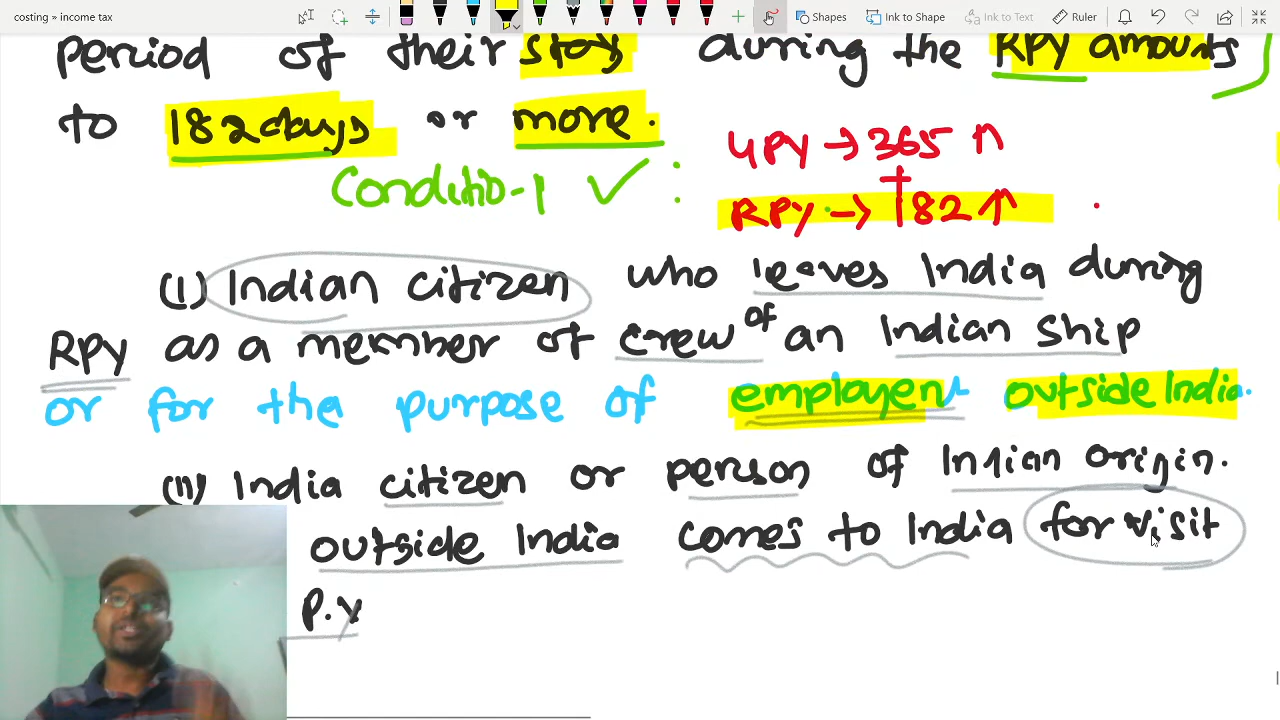 costing » income tax
Shapes Ink to Shape Ink to Text Ruler
period of their stay during the RPY amounts
to 182 days or more.
Conditio-1 ✓ :
4PY → 365 ↑
+
RPY → 182 ↑
(i) Indian citizen who leaves India during
RPY as a member of crew of an Indian ship
or for the purpose of employent outside India.
(ii) India citizen or person of Indian origin.
outside India comes to India for visit
P.Y